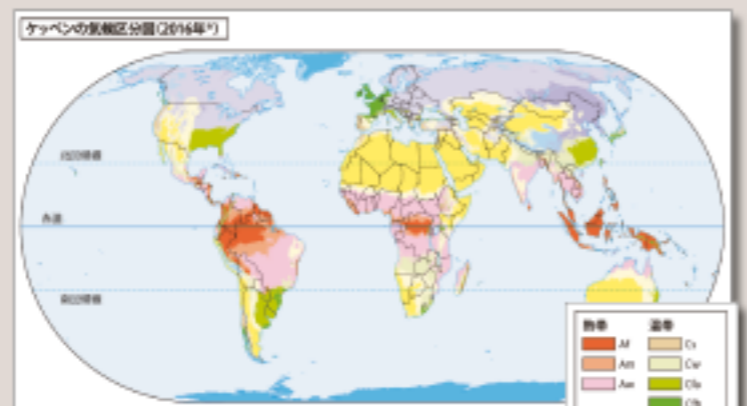 ケッペンの気候区分図(2016年*)
北回帰線
赤道
南回帰線
熱帯 温帯
Af Cs
Am Cw
Aw Cfa
Cfb